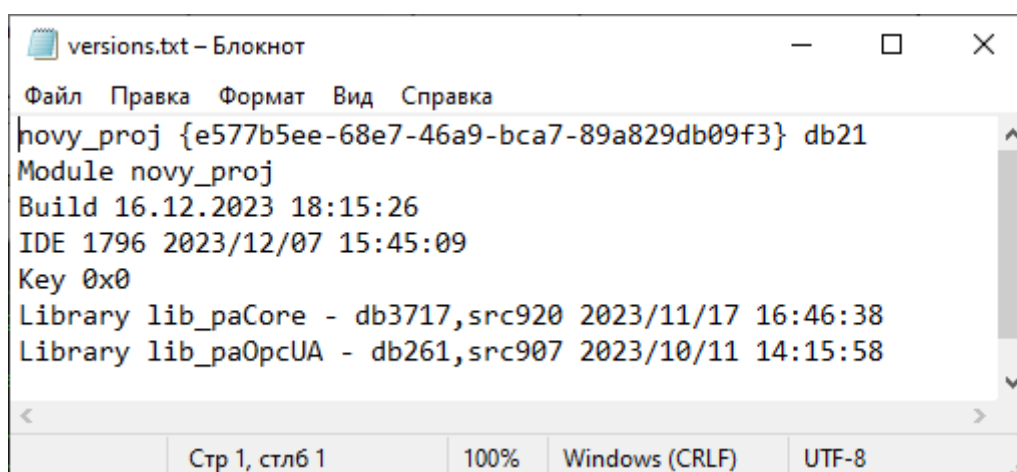 versions.txt – Блокнот
Файл Правка Формат Вид Справка
novy_proj {e577b5ee-68e7-46a9-bca7-89a829db09f3} db21
Module novy_proj
Build 16.12.2023 18:15:26
IDE 1796 2023/12/07 15:45:09
Key 0x0
Library lib_paCore - db3717,src920 2023/11/17 16:46:38
Library lib_paOpcUA - db261,src907 2023/10/11 14:15:58
Стр 1, стлб 1 100% Windows (CRLF) UTF-8